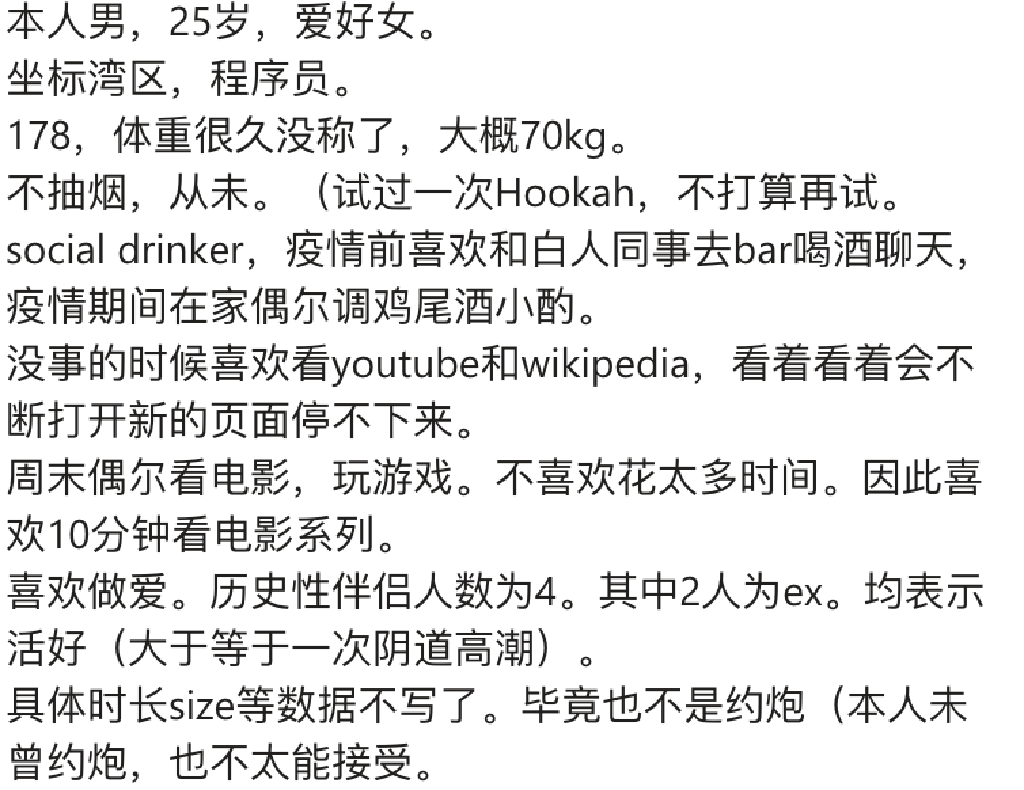 本人男，25岁，爱好女。
坐标湾区，程序员。
178，体重很久没称了，大概70kg。
不抽烟，从未。（试过一次Hookah，不打算再试。
social drinker，疫情前喜欢和白人同事去bar喝酒聊天，
疫情期间在家偶尔调鸡尾酒小酌。
没事的时候喜欢看youtube和wikipedia，看着看着会不
断打开新的页面停不下来。
周末偶尔看电影，玩游戏。不喜欢花太多时间。因此喜
欢10分钟看电影系列。
喜欢做爱。历史性伴侣人数为4。其中2人为ex。均表示
活好（大于等于一次阴道高潮）。
具体时长size等数据不写了。毕竟也不是约炮（本人未
曾约炮，也不太能接受。